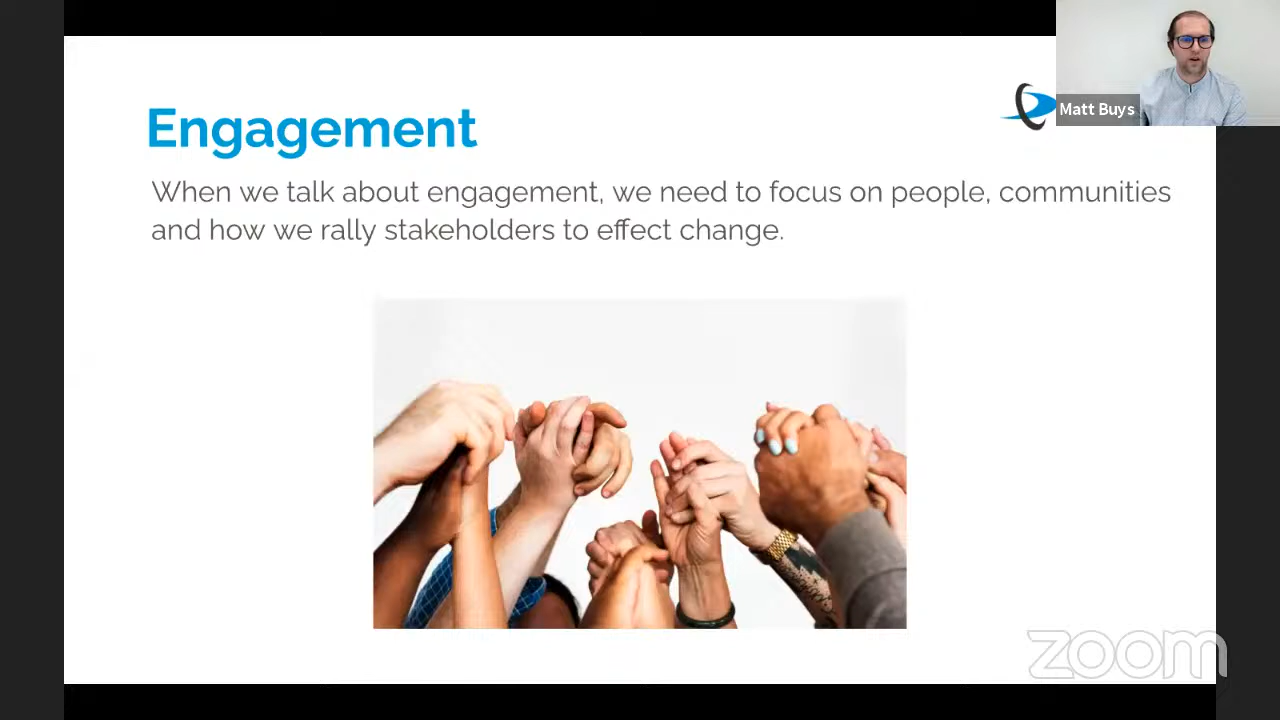 Engagement
Matt Buys
When we talk about engagement, we need to focus on people, communities
and how we rally stakeholders to effect change.
zoom